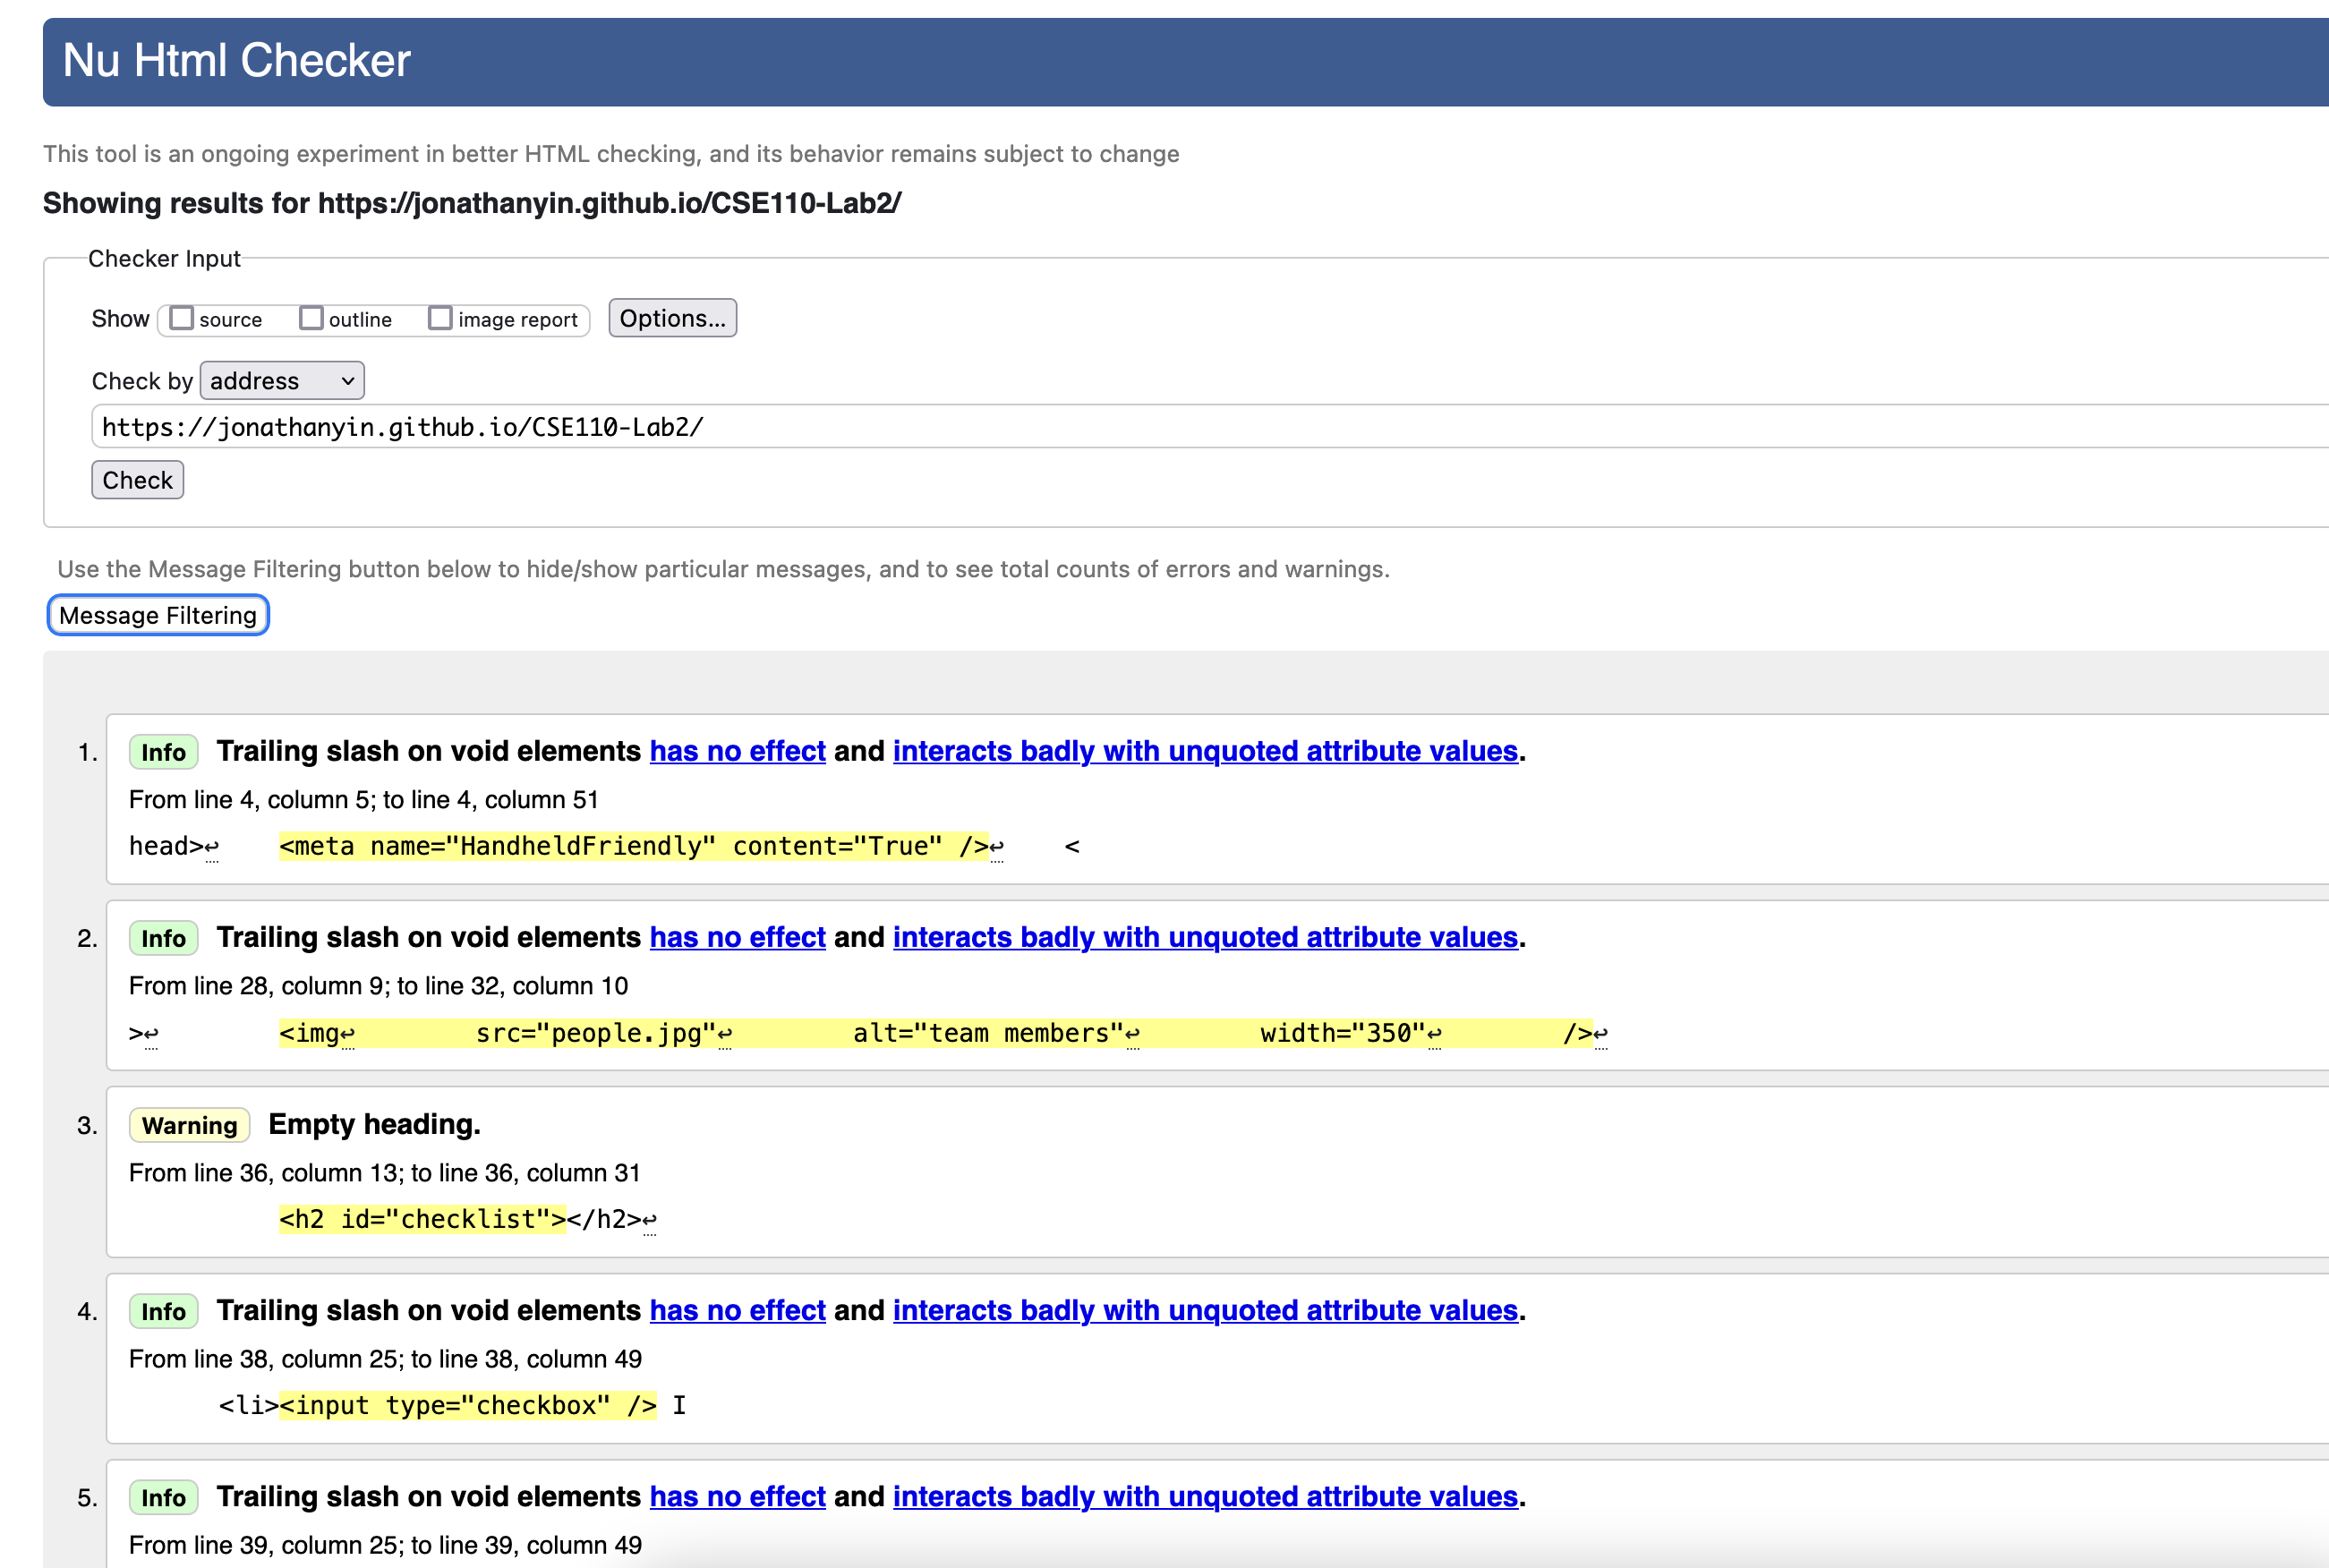 Nu Html Checker
This tool is an ongoing experiment in better HTML checking, and its behavior remains subject to change
Showing results for https://jonathanyin.github.io/CSE110-Lab2/
Checker Input
Show source outline image report Options...
Check by address
https://jonathanyin.github.io/CSE110-Lab2/
Check
Use the Message Filtering button below to hide/show particular messages, and to see total counts of errors and warnings.
Message Filtering
1. Info Trailing slash on void elements has no effect and interacts badly with unquoted attribute values.
From line 4, column 5; to line 4, column 51
head>↩ <meta name="HandheldFriendly" content="True" />↩ <
2. Info Trailing slash on void elements has no effect and interacts badly with unquoted attribute values.
From line 28, column 9; to line 32, column 10
>↩ <img↩ src="people.jpg"↩ alt="team members"↩ width="350"↩ />↩
3. Warning Empty heading.
From line 36, column 13; to line 36, column 31
<h2 id="checklist"></h2>↩
4. Info Trailing slash on void elements has no effect and interacts badly with unquoted attribute values.
From line 38, column 25; to line 38, column 49
<li><input type="checkbox" /> I
5. Info Trailing slash on void elements has no effect and interacts badly with unquoted attribute values.
From line 39, column 25; to line 39, column 49